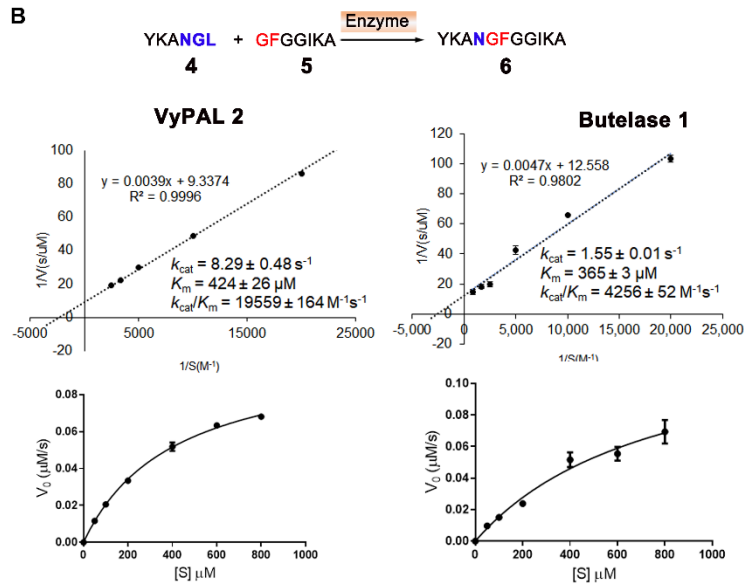 B
Enzyme
YKANGL + GFGGIKA YKANGFGGIKA
4 5 6
VyPAL 2
100
80
60
40
20
0
-20
-5000 5000 15000 25000
1/V(s/uM)
1/S(M⁻¹)
y = 0.0039x + 9.3374
R² = 0.9996
kcat = 8.29 ± 0.48 s⁻¹
Km = 424 ± 26 µM
kcat/Km = 19559 ± 164 M⁻¹s⁻¹
Butelase 1
120
100
80
60
40
20
0
-20
-5,000 0 5,000 10,000 15,000 20,000 25,000
1/V(s/uM)
1/S(M⁻¹)
y = 0.0047x + 12.558
R² = 0.9802
kcat = 1.55 ± 0.01 s⁻¹
Km = 365 ± 3 µM
kcat/Km = 4256 ± 52 M⁻¹s⁻¹
0.08
0.06
0.04
0.02
0.00
0 200 400 600 800 1000
V₀ (µM/s)
[S] µM
0.10
0.08
0.06
0.04
0.02
0.00
0 200 400 600 800 1000
V₀ (µM/s)
[S] µM